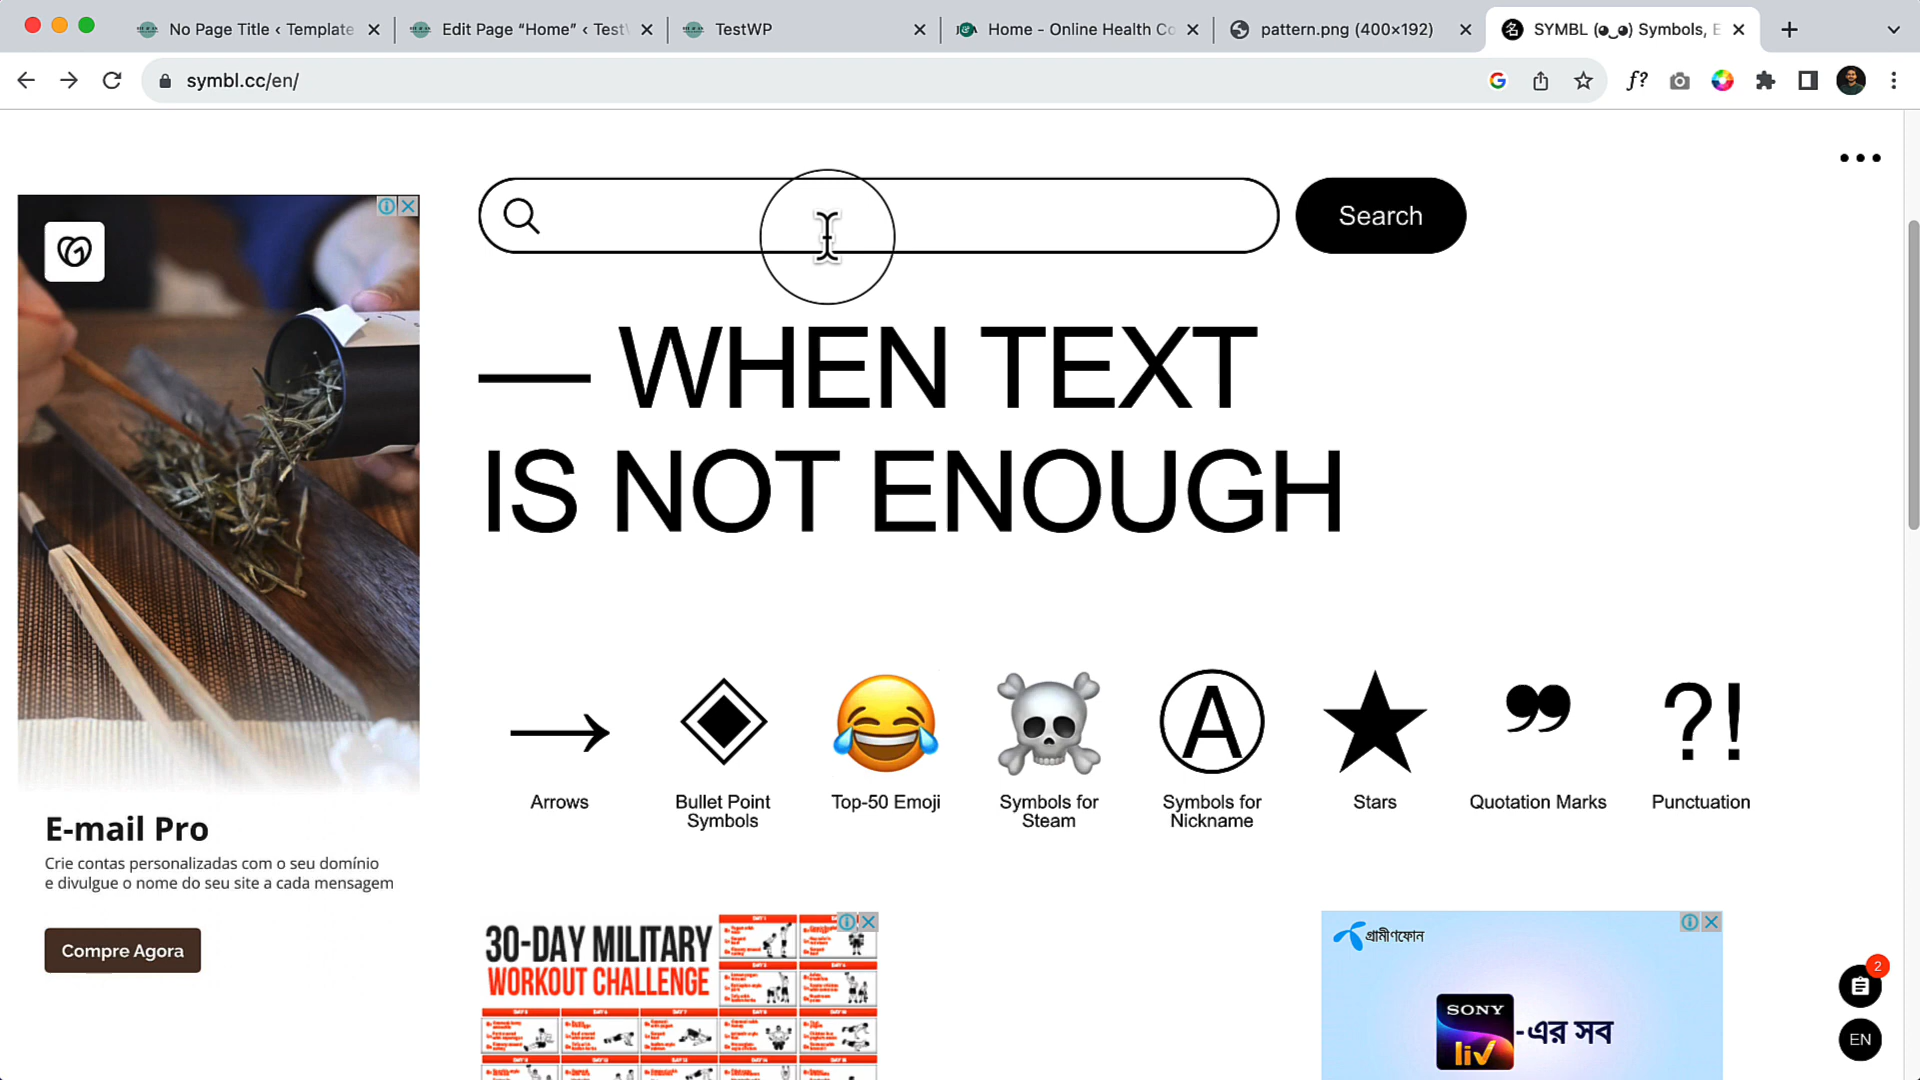 No Page Title ‹ Template
Edit Page “Home” ‹ Test
TestWP
Home - Online Health Co
pattern.png (400×192)
SYMBL (◕‿◕) Symbols, E
symbl.cc/en/
Search
— WHEN TEXT
IS NOT ENOUGH
Arrows
Bullet Point
Symbols
Top-50 Emoji
Symbols for
Steam
Symbols for
Nickname
Stars
Quotation Marks
Punctuation
E-mail Pro
Crie contas personalizadas com o seu domínio
e divulgue o nome do seu site a cada mensagem
Compre Agora
30-DAY MILITARY
WORKOUT CHALLENGE
গ্রামীণফোন
SONY
liv
-এর সব
2
EN